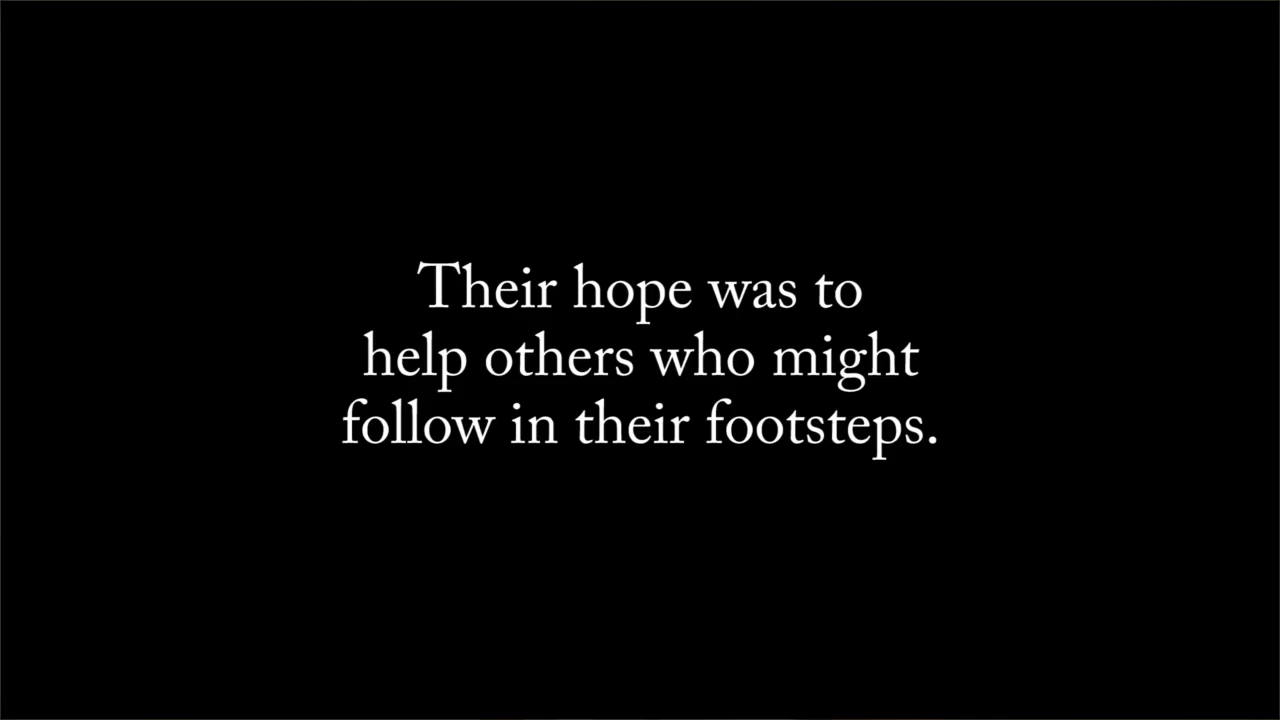 Their hope was to
help others who might
follow in their footsteps.